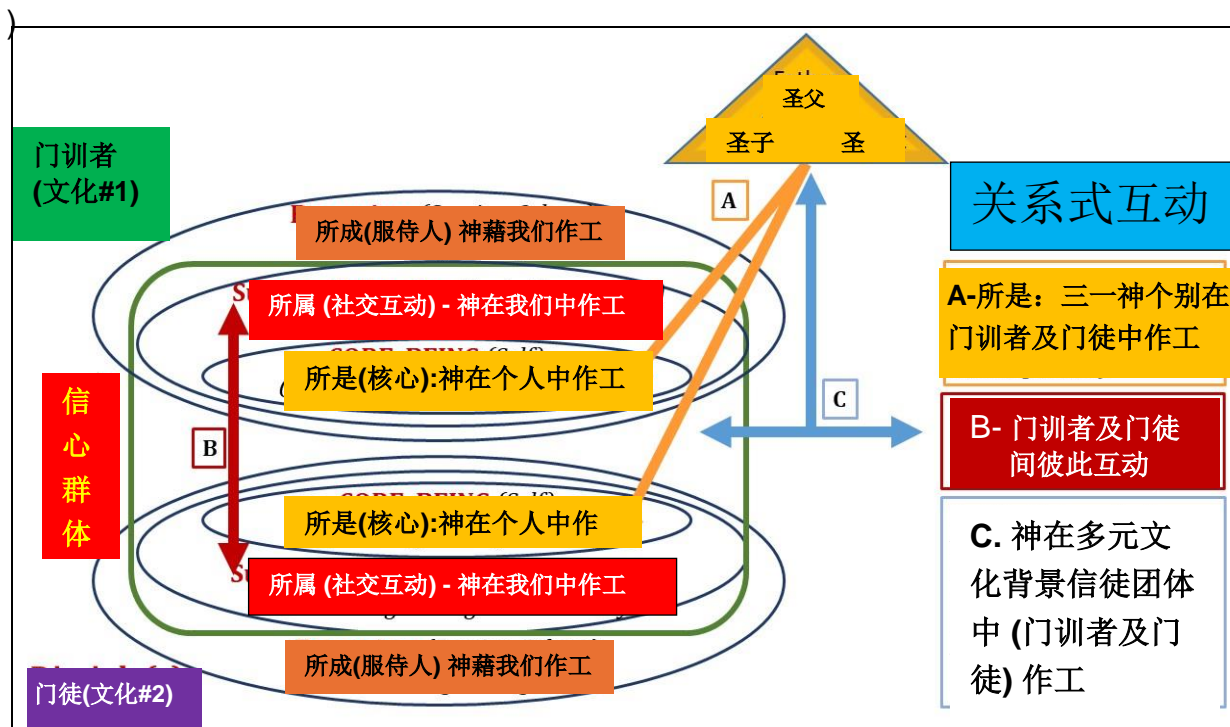 )
圣父
圣子 圣
门训者
(文化#1)
A
关系式互动
所成(服侍人) 神藉我们作工
所属 (社交互动) - 神在我们中作工
CORE BEING (Self)
所是(核心):神在个人中作工
A-所是：三一神个别在
门训者及门徒中作工
信
心
群
体
B
C
B- 门训者及门徒
间彼此互动
所是(核心):神在个人中作
所属 (社交互动) - 神在我们中作工
所成(服侍人) 神藉我们作工
C. 神在多元文
化背景信徒团体
中 (门训者及门
徒) 作工
门徒(文化#2)